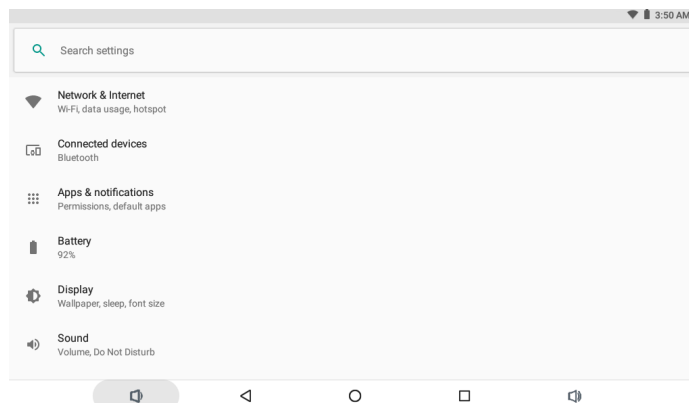 3:50 AM
Search settings
Network & Internet
Wi-Fi, data usage, hotspot
Connected devices
Bluetooth
Apps & notifications
Permissions, default apps
Battery
92%
Display
Wallpaper, sleep, font size
Sound
Volume, Do Not Disturb